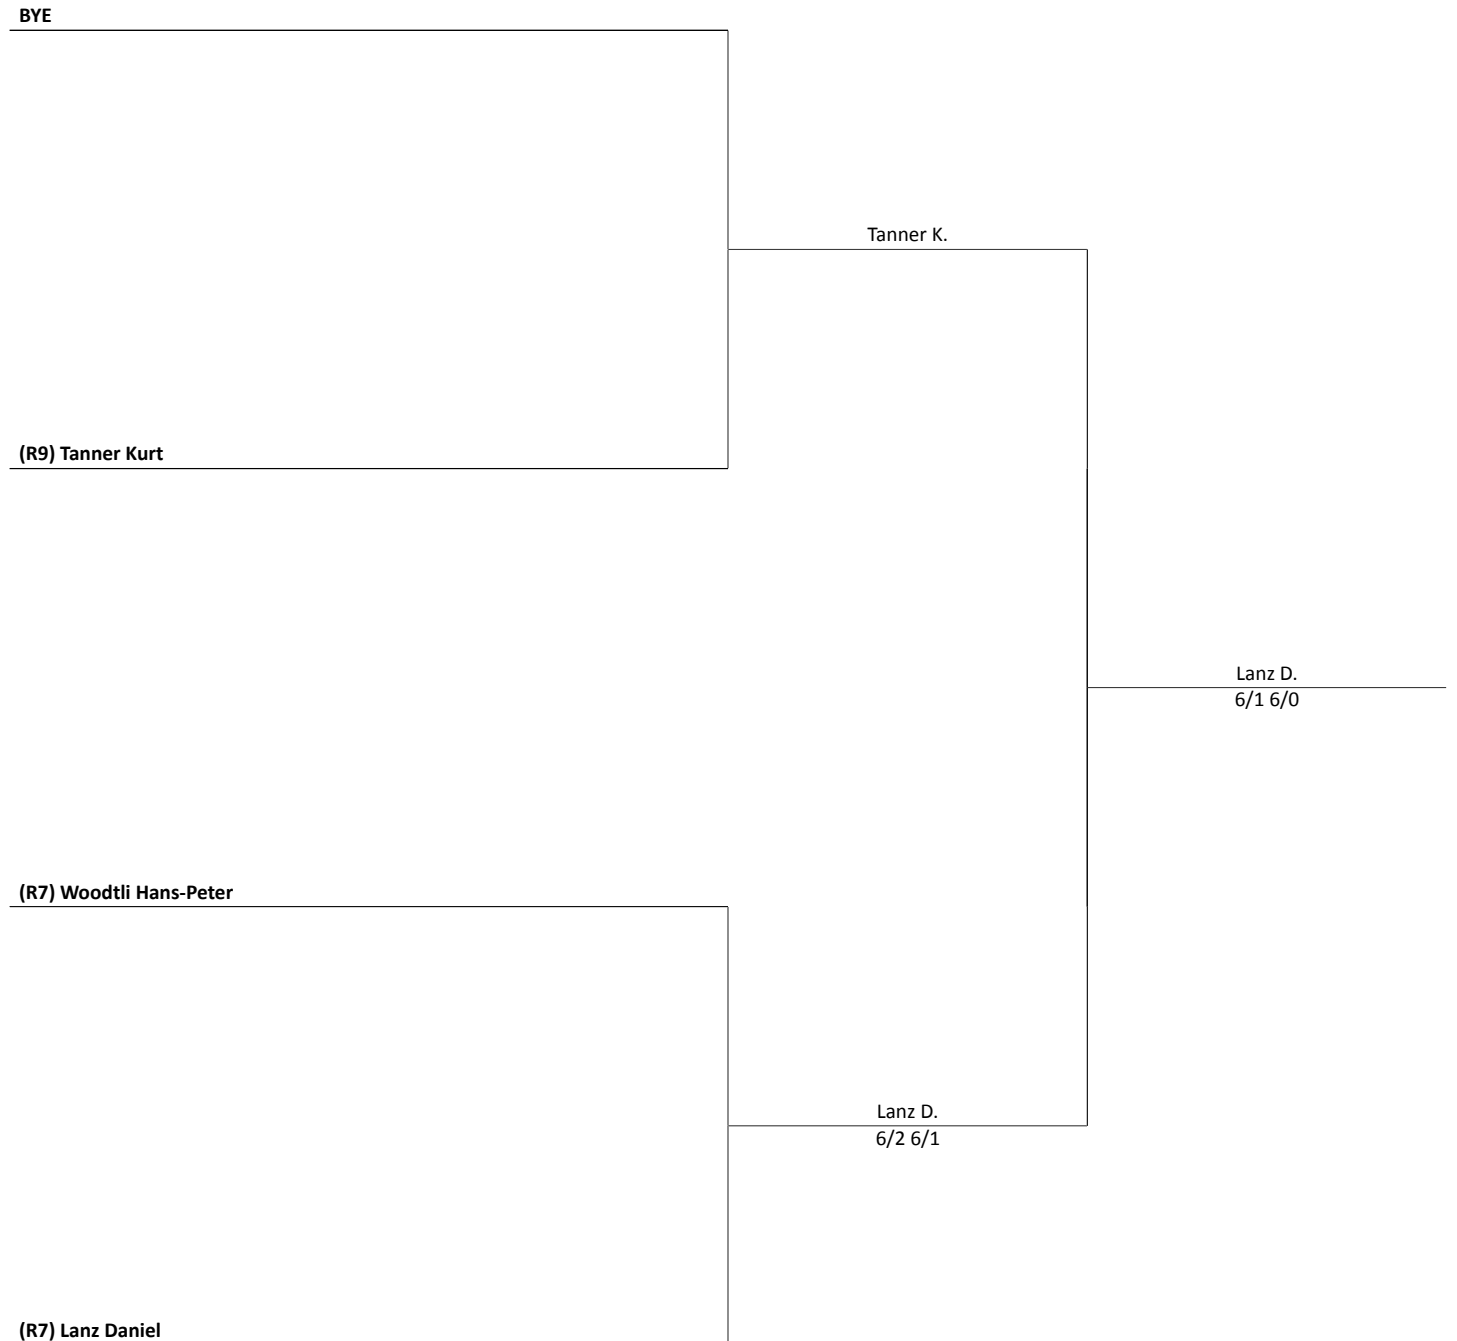 BYE
Tanner K.
(R9) Tanner Kurt
Lanz D.
6/1 6/0
(R7) Woodtli Hans-Peter
Lanz D.
6/2 6/1
(R7) Lanz Daniel